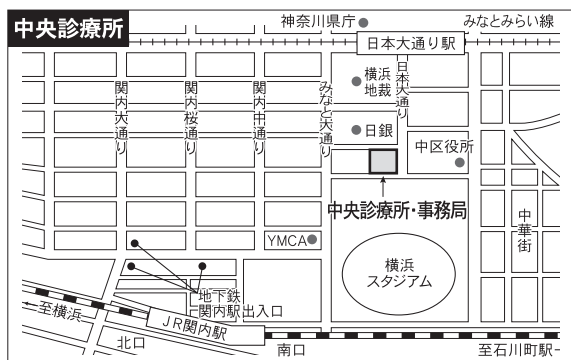 中央診療所
神奈川県庁
みなとみらい線
日本大通り駅
関内大通り
関内桜通り
関内中通り
みなと大通り
横浜
地裁
日本大通り
日銀
中区役所
中央診療所・事務局
中華街
YMCA
横浜
スタジアム
地下鉄
関内駅出入口
至横浜
JR関内駅
北口
南口
至石川町駅